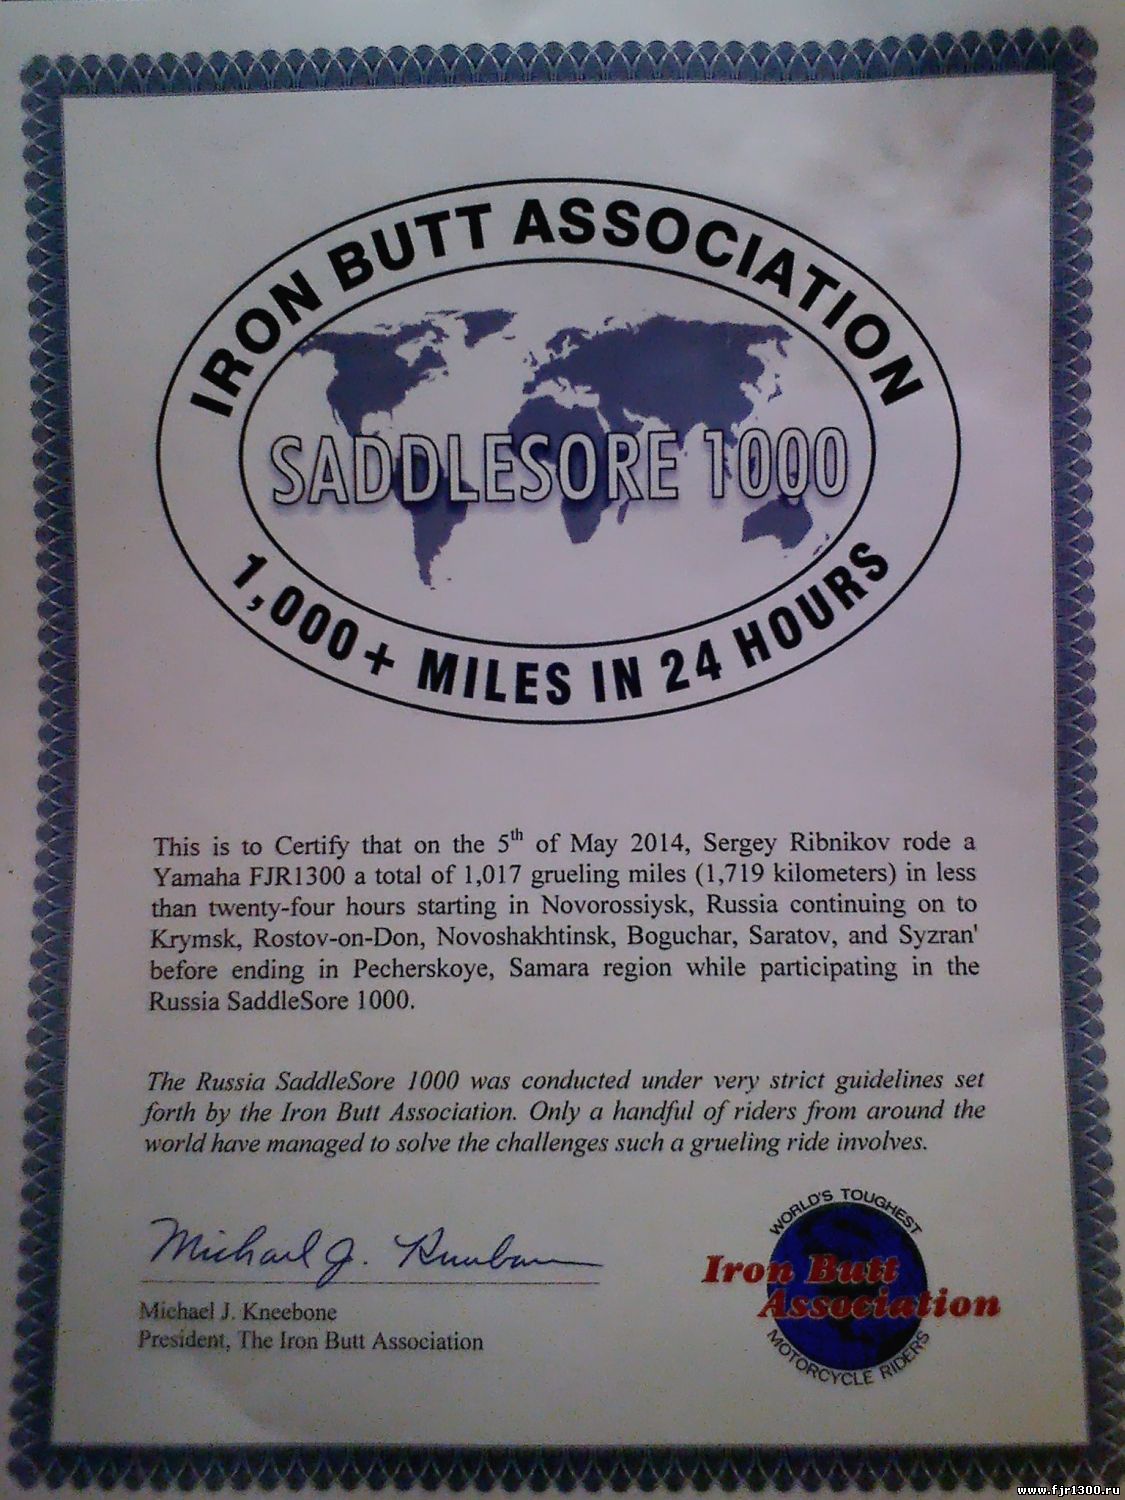 IRON BUTT ASSOCIATION
SADDLESORE 1000
1,000+ MILES IN 24 HOURS
This is to Certify that on the 5th of May 2014, Sergey Ribnikov rode a
Yamaha FJR1300 a total of 1,017 grueling miles (1,719 kilometers) in less
than twenty-four hours starting in Novorossiysk, Russia continuing on to
Krymsk, Rostov-on-Don, Novoshakhtinsk, Boguchar, Saratov, and Syzran'
before ending in Pecherskoye, Samara region while participating in the
Russia SaddleSore 1000.
The Russia SaddleSore 1000 was conducted under very strict guidelines set
forth by the Iron Butt Association. Only a handful of riders from around the
world have managed to solve the challenges such a grueling ride involves.
Michael J. Kneebone
Michael J. Kneebone
President, The Iron Butt Association
WORLD'S TOUGHEST
Iron Butt
Association
MOTORCYCLE RIDERS
www.fjr1300.ru